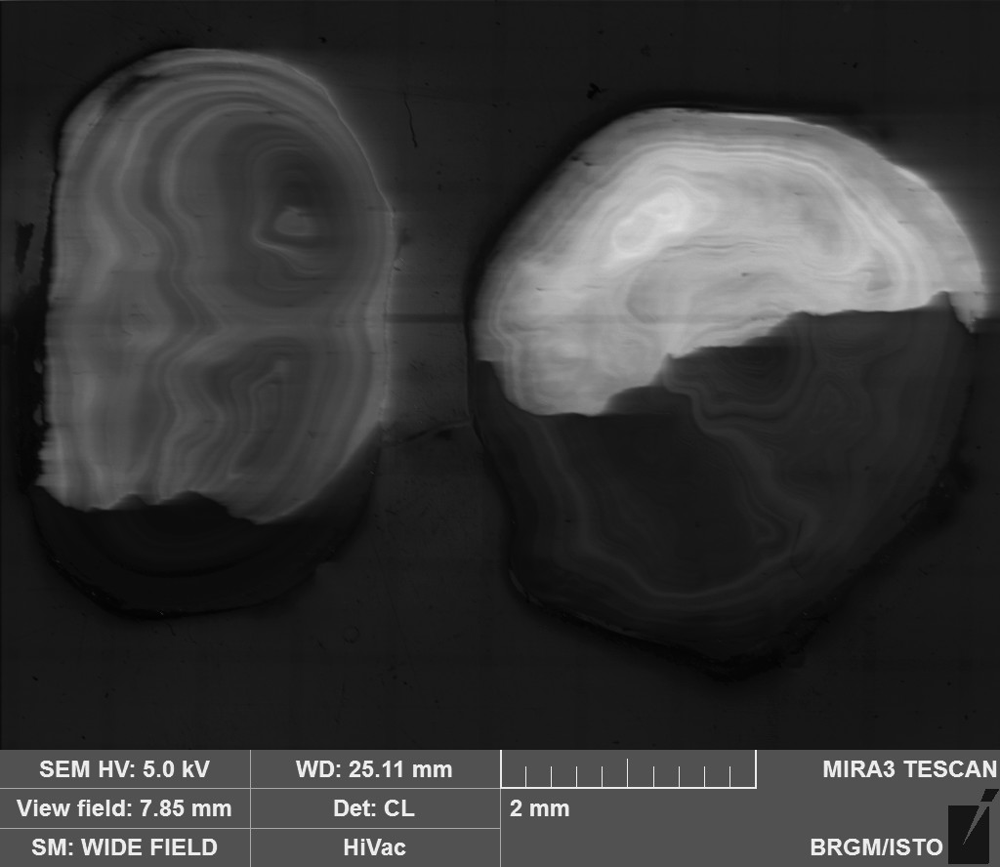 SEM HV: 5.0 kV
WD: 25.11 mm
MIRA3 TESCAN
View field: 7.85 mm
Det: CL
2 mm
SM: WIDE FIELD
HiVac
BRGM/ISTO